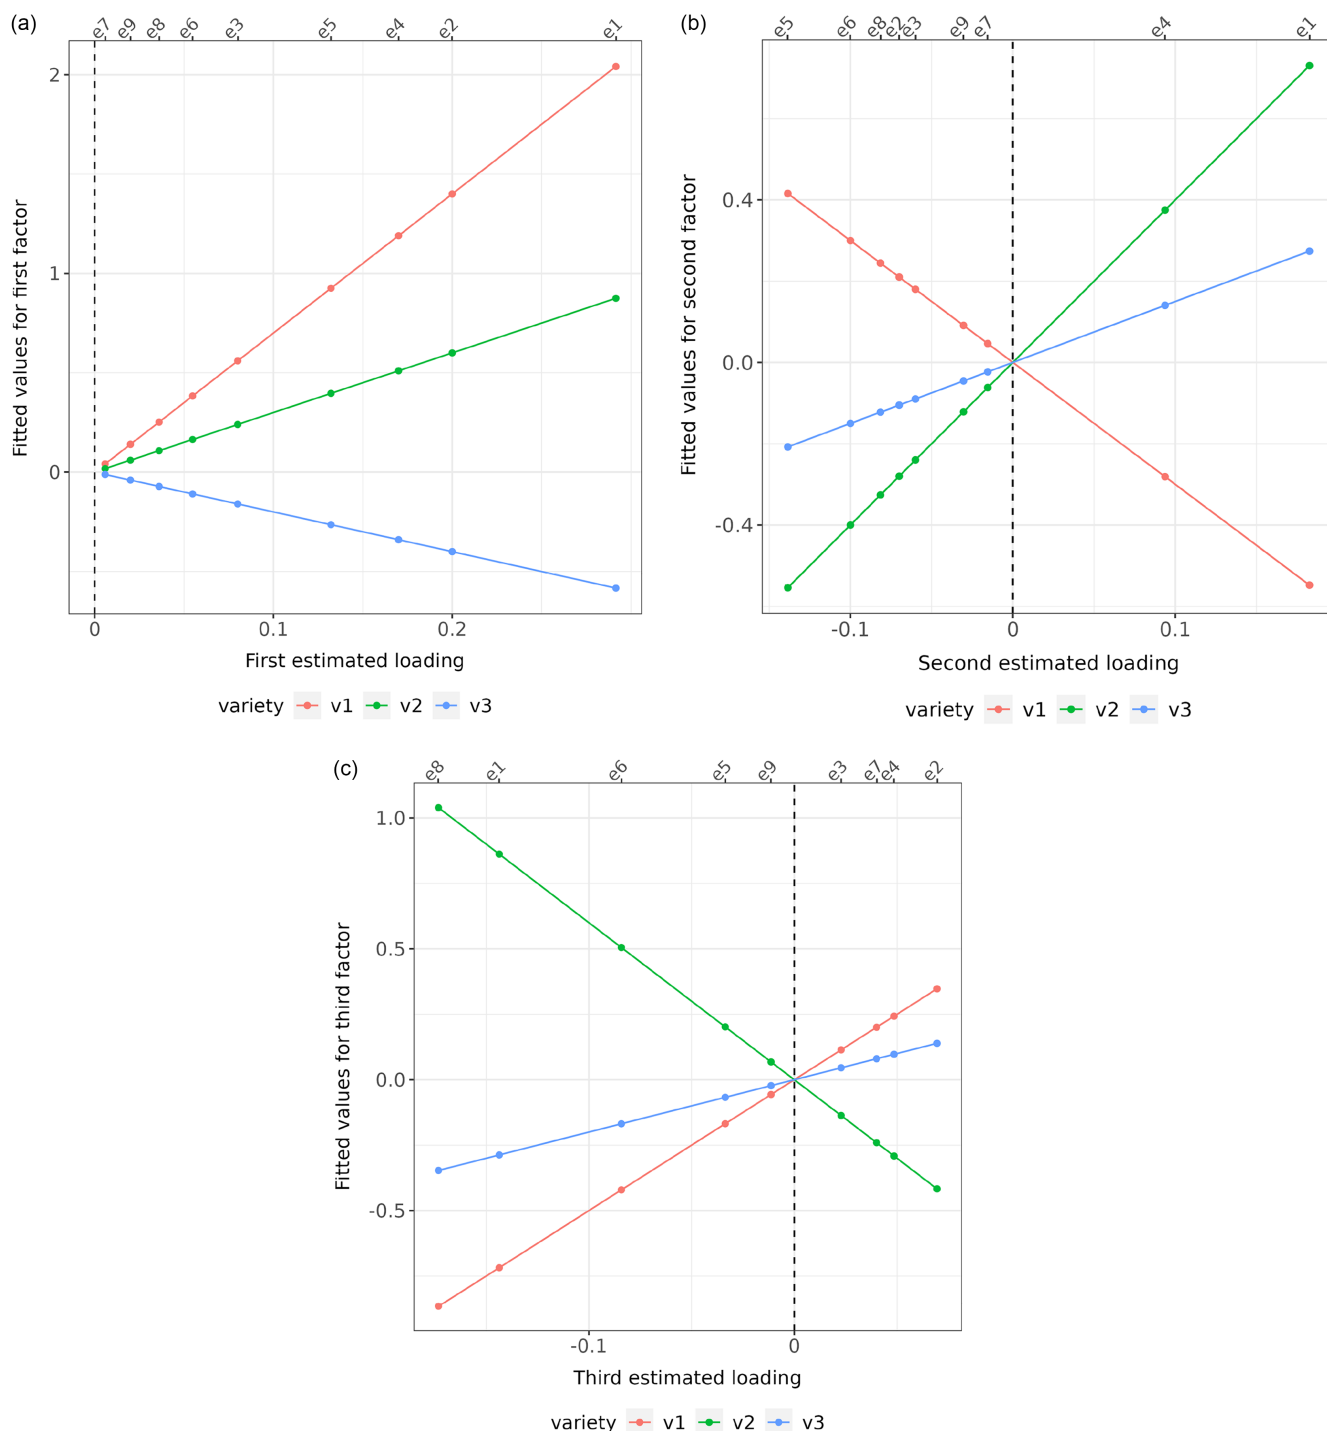 (a)
e7 e9 e8 e6 e3 e5 e4 e2 e1
2
1
0
Fitted values for first factor
0 0.1 0.2
First estimated loading
variety v1 v2 v3
(b)
e5 e6 e8 e2 e3 e9 e7 e4 e1
0.4
0.0
-0.4
Fitted values for second factor
-0.1 0 0.1
Second estimated loading
variety v1 v2 v3
(c)
e8 e1 e6 e5 e9 e3 e7 e4 e2
1.0
0.5
0.0
-0.5
Fitted values for third factor
-0.1 0
Third estimated loading
variety v1 v2 v3